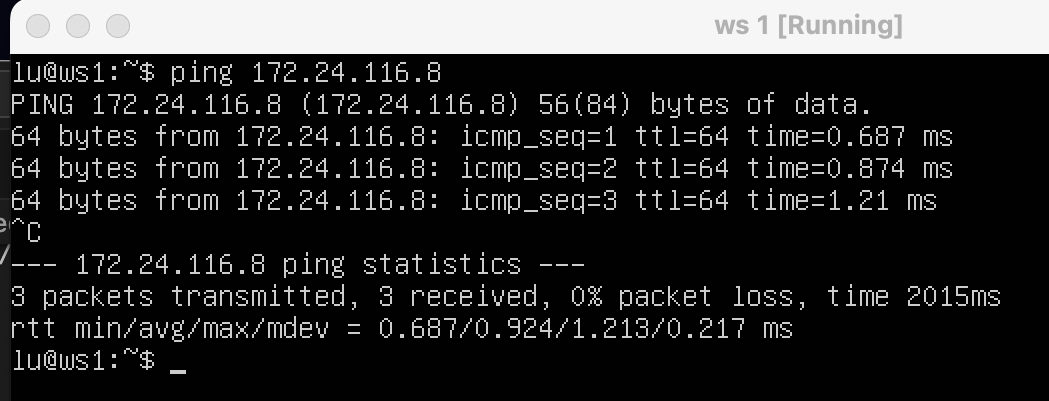 ws 1 [Running]
lu@ws1:~$ ping 172.24.116.8
PING 172.24.116.8 (172.24.116.8) 56(84) bytes of data.
64 bytes from 172.24.116.8: icmp_seq=1 ttl=64 time=0.687 ms
64 bytes from 172.24.116.8: icmp_seq=2 ttl=64 time=0.874 ms
64 bytes from 172.24.116.8: icmp_seq=3 ttl=64 time=1.21 ms
^C
--- 172.24.116.8 ping statistics ---
3 packets transmitted, 3 received, 0% packet loss, time 2015ms
rtt min/avg/max/mdev = 0.687/0.924/1.213/0.217 ms
lu@ws1:~$ _